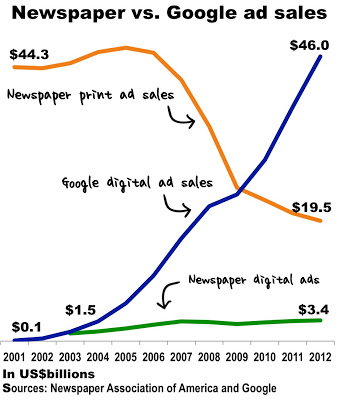 Newspaper vs. Google ad sales
$44.3
$46.0
Newspaper print ad sales
Google digital ad sales
$19.5
Newspaper digital ads
$1.5
$3.4
$0.1
2001 2002 2003 2004 2005 2006 2007 2008 2009 2010 2011 2012
In US$billions
Sources: Newspaper Association of America and Google